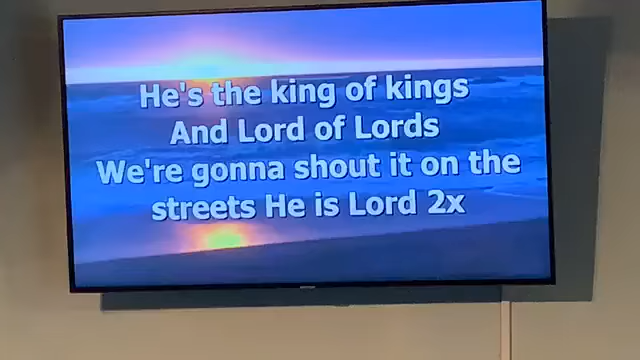 He's the king of kings
And Lord of Lords
We're gonna shout it on the
streets He is Lord 2x